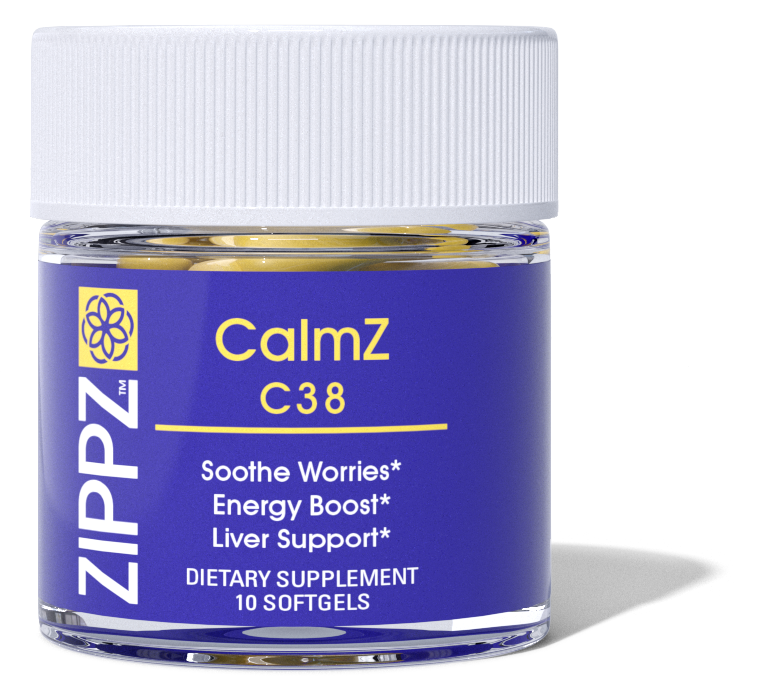 ZIPPZ™
CalmZ
C38
Soothe Worries*
Energy Boost*
Liver Support*
DIETARY SUPPLEMENT
10 SOFTGELS